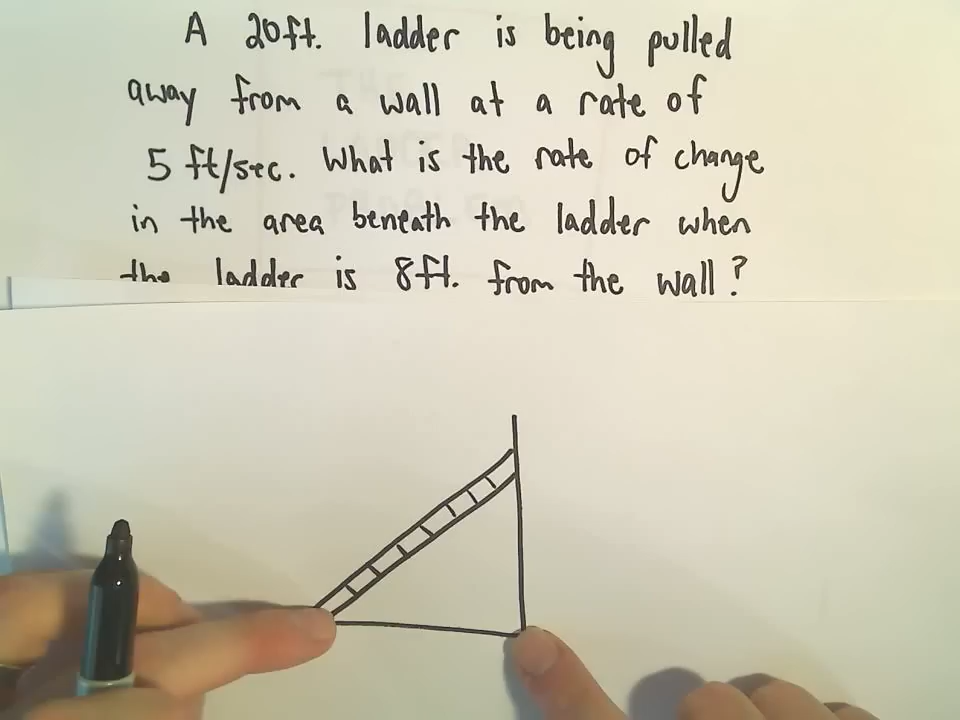 A 20ft. ladder is being pulled
away from a wall at a rate of
5 ft/sec. What is the rate of change
in the area beneath the ladder when
the ladder is 8ft. from the wall?